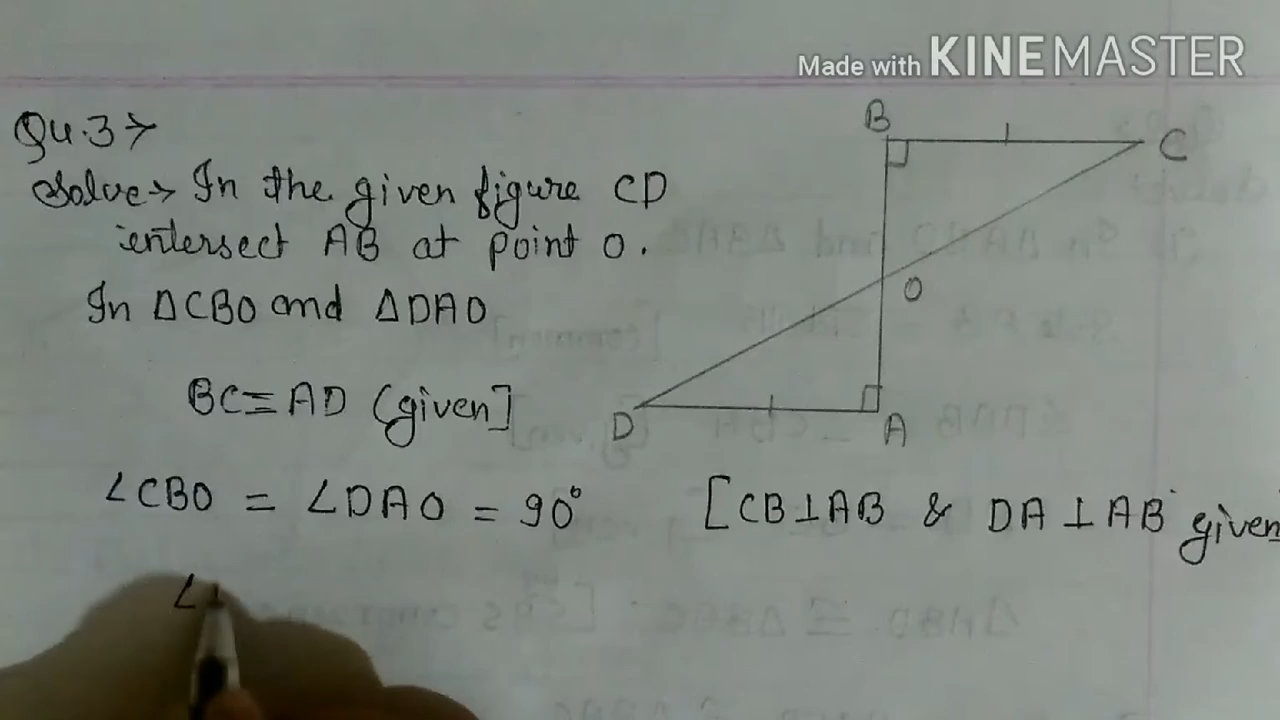 Made with KINEMASTER
Qu.3→
Solve→ In the given figure CD
intersect AB at point O.
In ΔCBO and ΔDAO
BC=AD (given]
∠CBO = ∠DAO = 90° [CB⊥AB & DA⊥AB given
∠
B
C
O
D
A